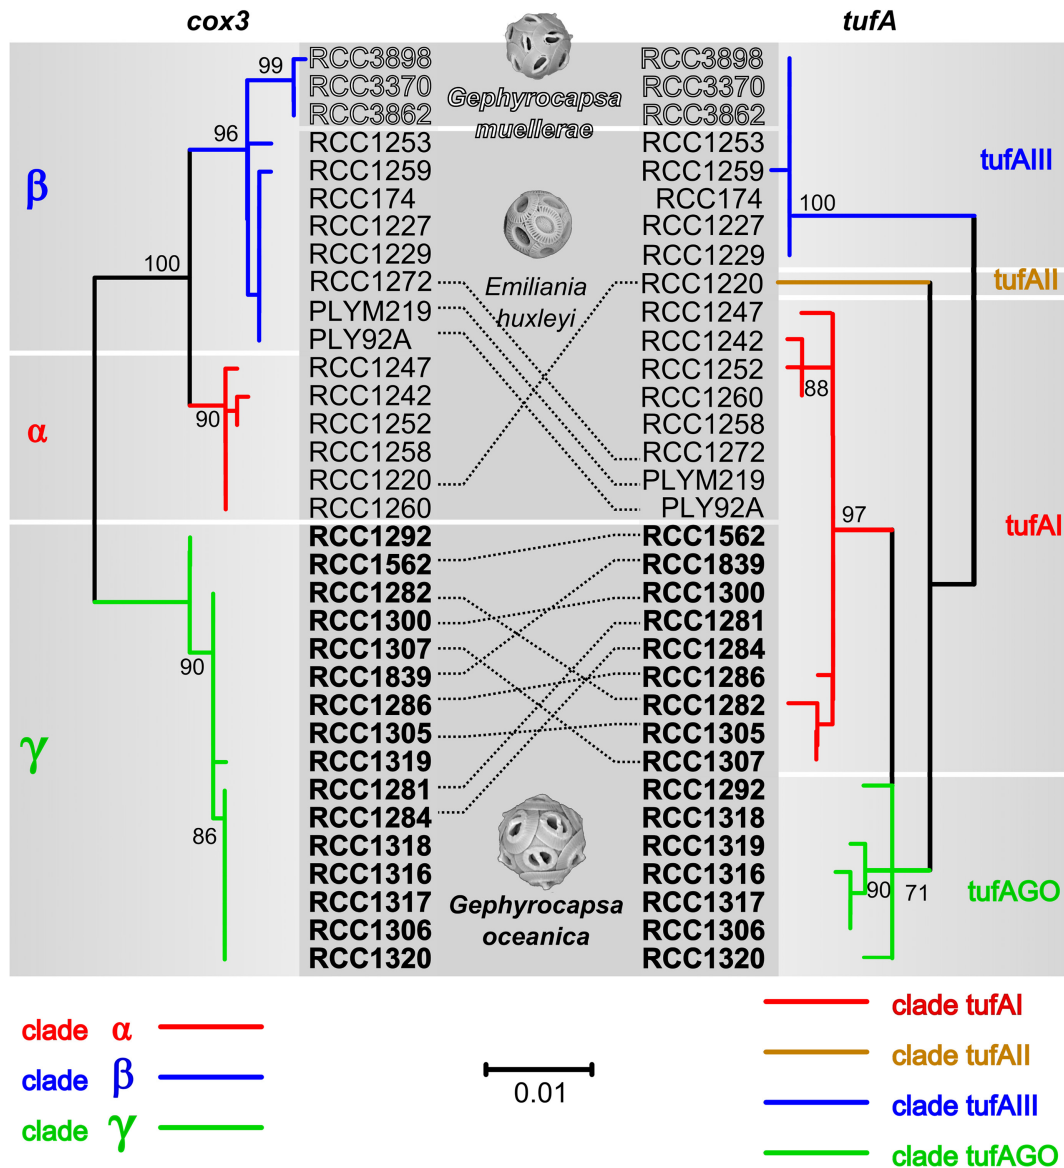 cox3
tufA
β
α
γ
99
96
100
90
90
86
RCC3898
RCC3370
RCC3862
RCC1253
RCC1259
RCC174
RCC1227
RCC1229
RCC1272
PLYM219
PLY92A
RCC1247
RCC1242
RCC1252
RCC1258
RCC1220
RCC1260
RCC1292
RCC1562
RCC1282
RCC1300
RCC1307
RCC1839
RCC1286
RCC1305
RCC1319
RCC1281
RCC1284
RCC1318
RCC1316
RCC1317
RCC1306
RCC1320
Gephyrocapsa
muellerae
Emiliania
huxleyi
Gephyrocapsa
oceanica
RCC3898
RCC3370
RCC3862
RCC1253
RCC1259
RCC174
RCC1227
RCC1229
RCC1220
RCC1247
RCC1242
RCC1252
RCC1260
RCC1258
RCC1272
PLYM219
PLY92A
RCC1562
RCC1839
RCC1300
RCC1281
RCC1284
RCC1286
RCC1282
RCC1305
RCC1307
RCC1292
RCC1318
RCC1319
RCC1316
RCC1317
RCC1306
RCC1320
100
88
97
90
71
tufAIII
tufAII
tufAI
tufAGO
clade α
clade β
clade γ
0.01
clade tufAI
clade tufAII
clade tufAIII
clade tufAGO